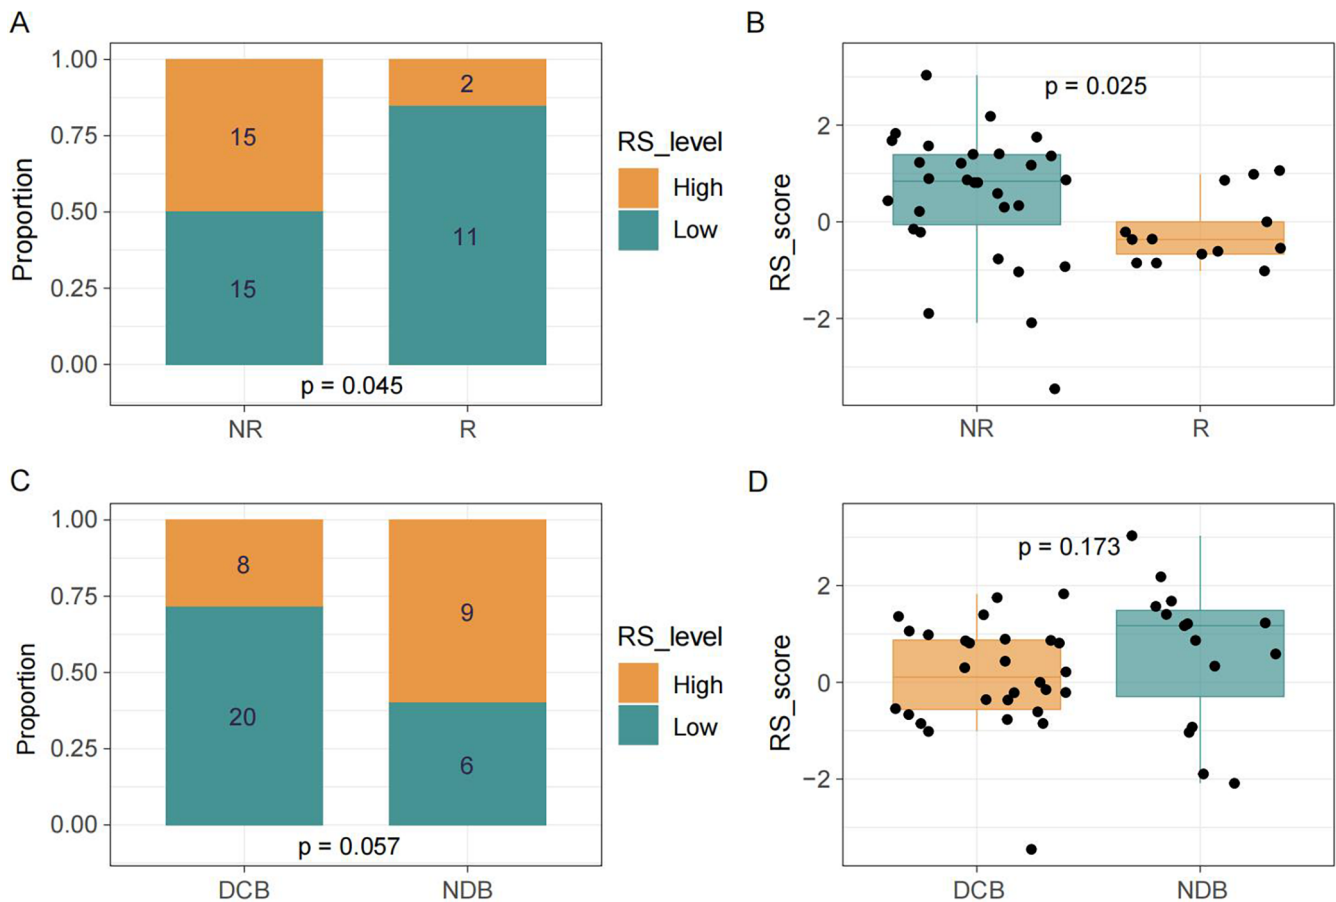 A
1.00
0.75
0.50
0.25
0.00
Proportion
15
15
2
11
p = 0.045
NR
R
RS_level
High
Low
B
2
0
−2
RS_score
p = 0.025
NR
R
C
1.00
0.75
0.50
0.25
0.00
Proportion
8
20
9
6
p = 0.057
DCB
NDB
RS_level
High
Low
D
2
0
−2
RS_score
p = 0.173
DCB
NDB